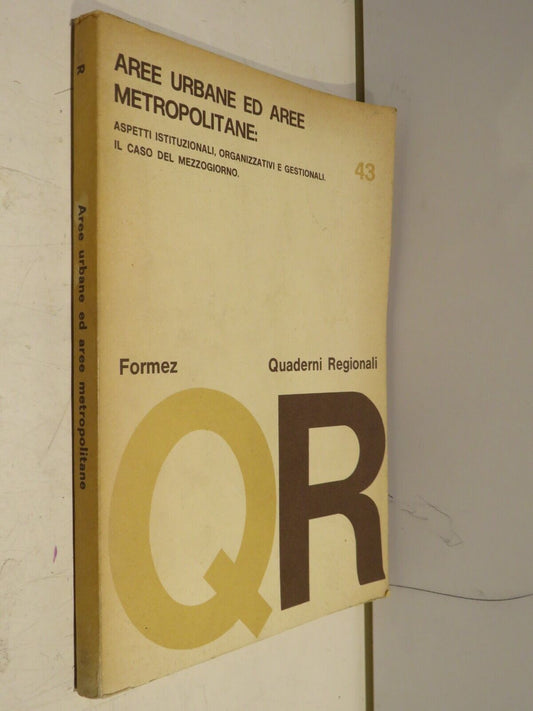 AREE URBANE ED AREE
METROPOLITANE:
ASPETTI ISTITUZIONALI, ORGANIZZATIVI E GESTIONALI.
IL CASO DEL MEZZOGIORNO.
43
Formez
Quaderni Regionali
QR
R
Aree urbane ed aree metropolitane